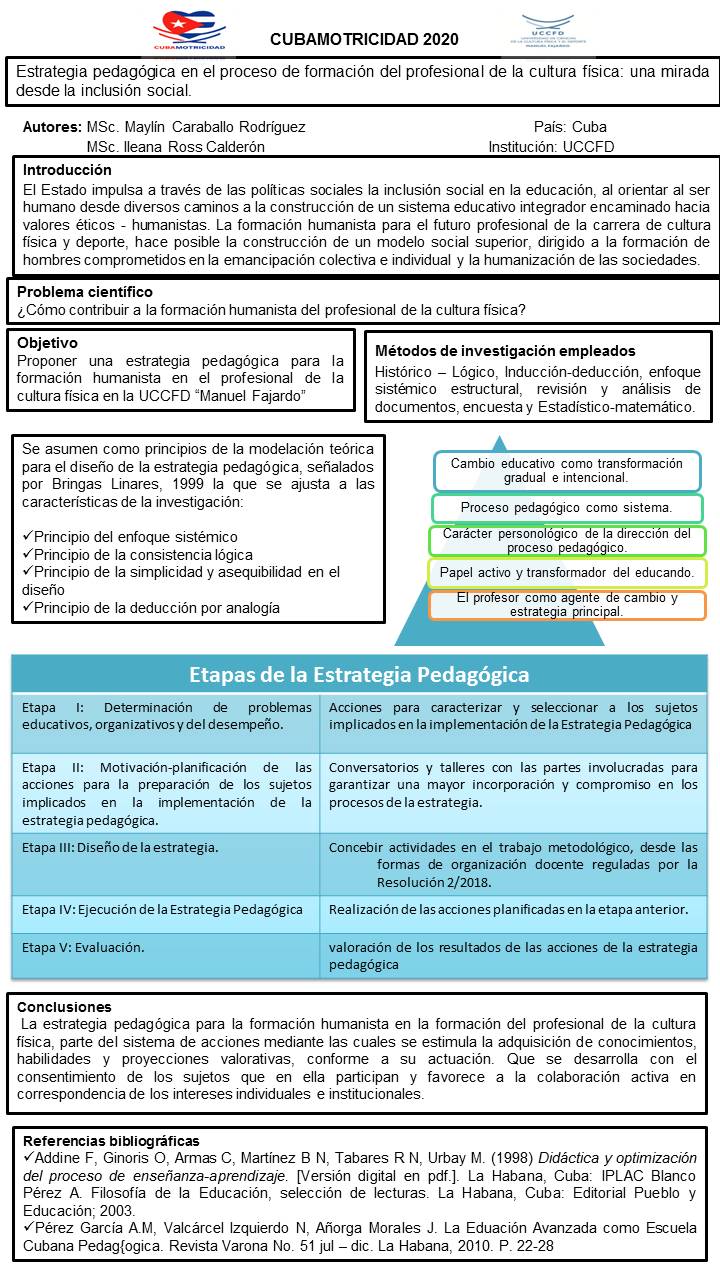 CUBAMOTRICIDAD
CUBAMOTRICIDAD 2020
UCCFD
UNIVERSIDAD DE CIENCIAS
DE LA CULTURA FÍSICA Y EL DEPORTE
MANUEL FAJARDO
Estrategia pedagógica en el proceso de formación del profesional de la cultura física: una mirada
desde la inclusión social.
Autores: MSc. Maylín Caraballo Rodríguez País: Cuba
MSc. Ileana Ross Calderón Institución: UCCFD
Introducción
El Estado impulsa a través de las políticas sociales la inclusión social en la educación, al orientar al ser
humano desde diversos caminos a la construcción de un sistema educativo integrador encaminado hacia
valores éticos - humanistas. La formación humanista para el futuro profesional de la carrera de cultura
física y deporte, hace posible la construcción de un modelo social superior, dirigido a la formación de
hombres comprometidos en la emancipación colectiva e individual y la humanización de las sociedades.
Problema científico
¿Cómo contribuir a la formación humanista del profesional de la cultura física?
Objetivo
Proponer una estrategia pedagógica para la
formación humanista en el profesional de la
cultura física en la UCCFD “Manuel Fajardo”
Métodos de investigación empleados
Histórico – Lógico, Inducción-deducción, enfoque
sistémico estructural, revisión y análisis de
documentos, encuesta y Estadístico-matemático.
Se asumen como principios de la modelación teórica
para el diseño de la estrategia pedagógica, señalados
por Bringas Linares, 1999 la que se ajusta a las
características de la investigación:
✓Principio del enfoque sistémico
✓Principio de la consistencia lógica
✓Principio de la simplicidad y asequibilidad en el
diseño
✓Principio de la deducción por analogía
Cambio educativo como transformación
gradual e intencional.
Proceso pedagógico como sistema.
Carácter personológico de la dirección del
proceso pedagógico.
Papel activo y transformador del educando.
El profesor como agente de cambio y
estrategia principal.
Etapas de la Estrategia Pedagógica
Etapa I: Determinación de problemas
educativos, organizativos y del desempeño.
Acciones para caracterizar y seleccionar a los sujetos
implicados en la implementación de la Estrategia Pedagógica
Etapa II: Motivación-planificación de las
acciones para la preparación de los sujetos
implicados en la implementación de la
estrategia pedagógica.
Conversatorios y talleres con las partes involucradas para
garantizar una mayor incorporación y compromiso en los
procesos de la estrategia.
Etapa III: Diseño de la estrategia.
Concebir actividades en el trabajo metodológico, desde las
formas de organización docente reguladas por la
Resolución 2/2018.
Etapa IV: Ejecución de la Estrategia Pedagógica
Realización de las acciones planificadas en la etapa anterior.
Etapa V: Evaluación.
valoración de los resultados de las acciones de la estrategia
pedagógica
Conclusiones
La estrategia pedagógica para la formación humanista en la formación del profesional de la cultura
física, parte del sistema de acciones mediante las cuales se estimula la adquisición de conocimientos,
habilidades y proyecciones valorativas, conforme a su actuación. Que se desarrolla con el
consentimiento de los sujetos que en ella participan y favorece a la colaboración activa en
correspondencia de los intereses individuales e institucionales.
Referencias bibliográficas
✓Addine F, Ginoris O, Armas C, Martínez B N, Tabares R N, Urbay M. (1998) Didáctica y optimización
del proceso de enseñanza-aprendizaje. [Versión digital en pdf.]. La Habana, Cuba: IPLAC Blanco
Pérez A. Filosofía de la Educación, selección de lecturas. La Habana, Cuba: Editorial Pueblo y
Educación; 2003.
✓Pérez García A.M, Valcárcel Izquierdo N, Añorga Morales J. La Eduación Avanzada como Escuela
Cubana Pedag{ogica. Revista Varona No. 51 jul – dic. La Habana, 2010. P. 22-28